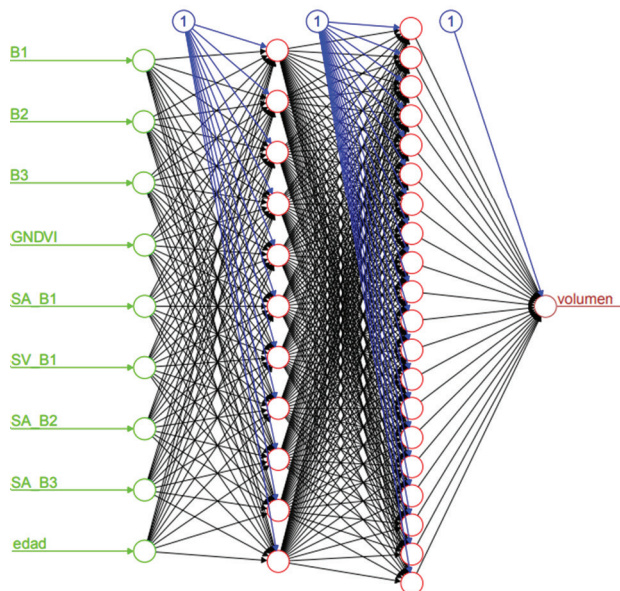 1 1 1
B1
B2
B3
GNDVI
SA_B1
SV_B1
SA_B2
SA_B3
edad
volumen